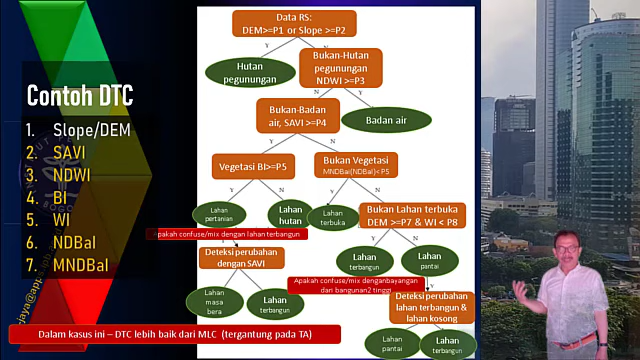 Contoh DTC
1. Slope/DEM
2. SAVI
3. NDWI
4. BI
5. WI
6. NDBaI
7. MNDBaI
Data RS:
DEM>=P1 or Slope >=P2
Y
Hutan
pegunungan
Bukan-Hutan
pegunungan
NDWI >=P3
N
Y
Bukan-Badan
air, SAVI >=P4
Badan air
Y
N
Vegetasi BI>=P5
Bukan Vegetasi
MNDBai(NDBaI)< P5
Y
N
Y
N
Lahan
pertanian
Lahan
hutan
Lahan
terbuka
Bukan Lahan terbuka
DEM >=P7 & WI < P8
Apakah confuse/mix dengan lahan terbangun
Y
N
Deteksi perubahan
dengan SAVI
Lahan
terbangun
Lahan
pantai
Apakah confuse/mix denganbayangan
dari bangunan2 tinggi
Y
N
Lahan
masa
bera
Lahan
terbangun
Deteksi perubahan
lahan terbangun &
lahan kosong
Y
N
Lahan
pantai
Lahan
terbangun
Dalam kasus ini – DTC lebih baik dari MLC (tergantung pada TA)